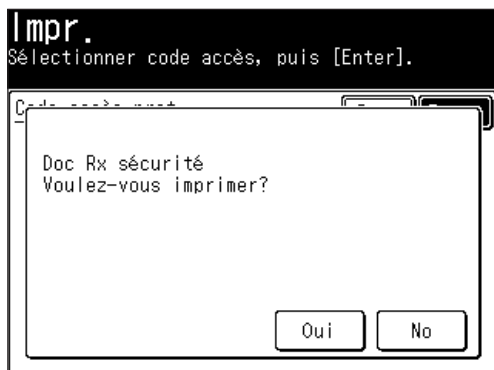 Impr.
Sélectionner code accès, puis [Enter].
Doc Rx sécurité
Voulez-vous imprimer?
Oui
No